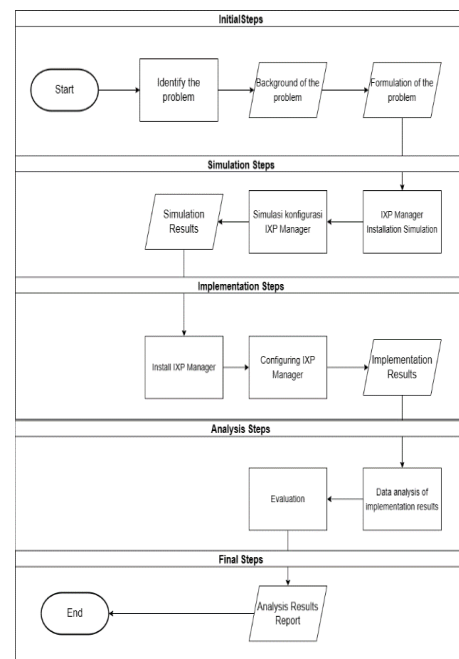 InitialSteps
Start
Identify the
problem
Background of the
problem
Formulation of the
problem
Simulation Steps
Simulation
Results
Simulasi konfigurasi
IXP Manager
IXP Manager
Installation Simulation
Implementation Steps
Install IXP Manager
Configuring IXP
Manager
Implementation
Results
Analysis Steps
Evaluation
Data analysis of
implementation results
Final Steps
End
Analysis Results
Report